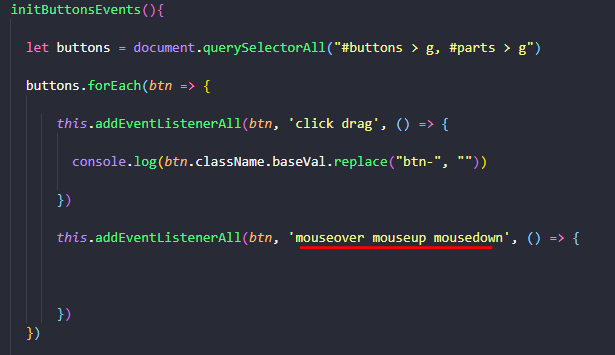 initButtonsEvents(){
let buttons = document.querySelectorAll("#buttons > g, #parts > g")
buttons.forEach(btn => {
this.addEventListenerAll(btn, 'click drag', () => {
console.log(btn.className.baseVal.replace("btn-", ""))
})
this.addEventListenerAll(btn, 'mouseover mouseup mousedown', () => {
})
})